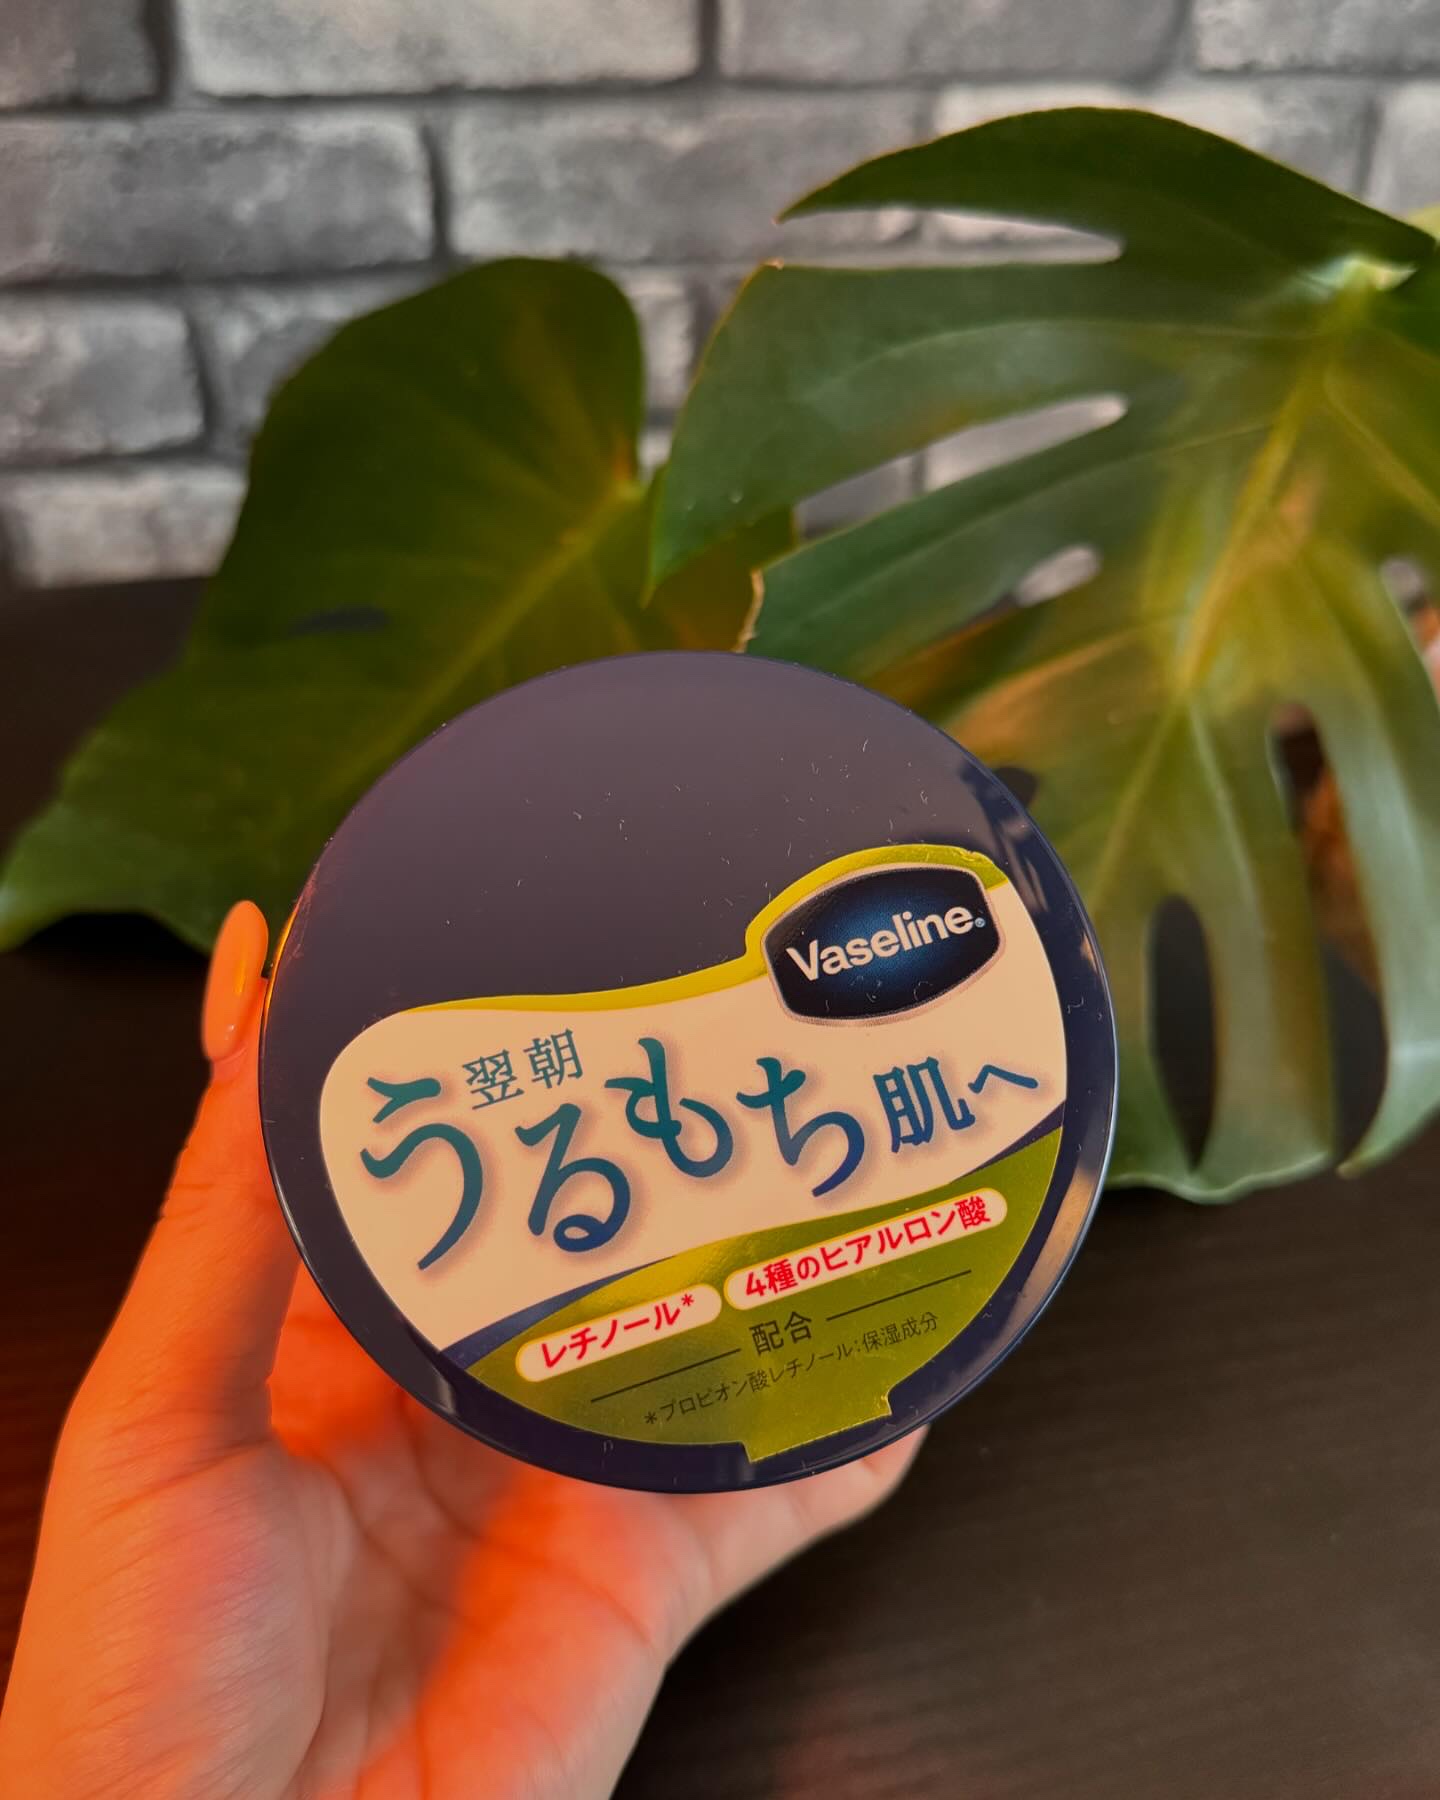 Vaseline®
翌朝
うるもち肌へ
レチノール*
4種のヒアルロン酸
配合
*プロピオン酸レチノール:保湿成分